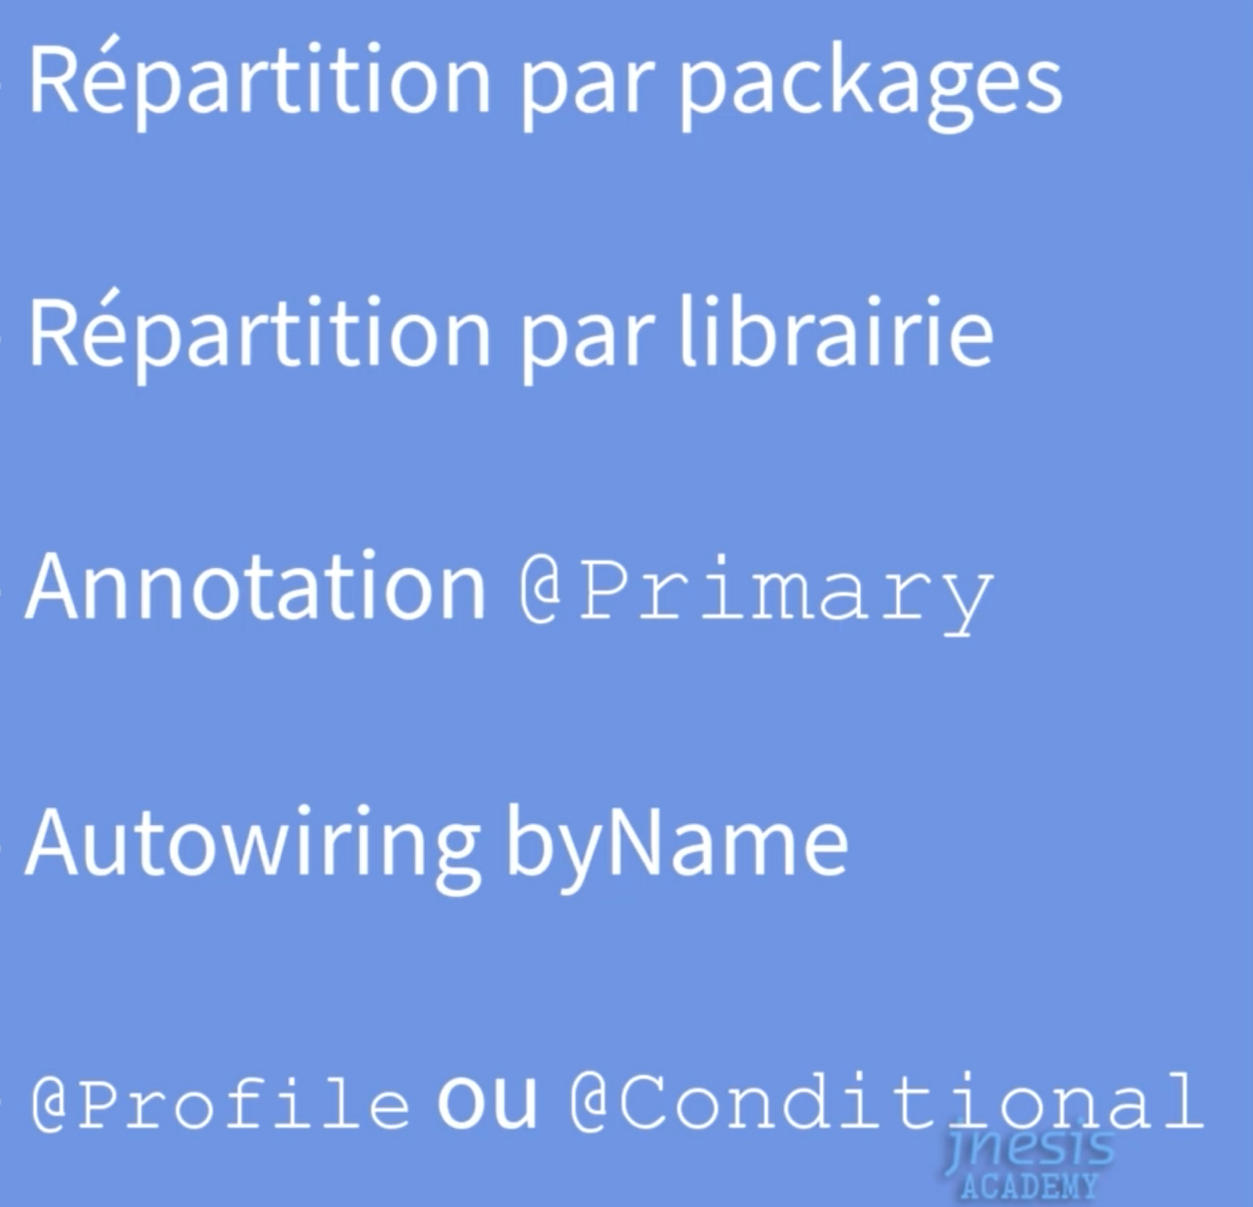 Répartition par packages
Répartition par librairie
Annotation @Primary
Autowiring byName
@Profile ou @Conditional
jnesis
ACADEMY